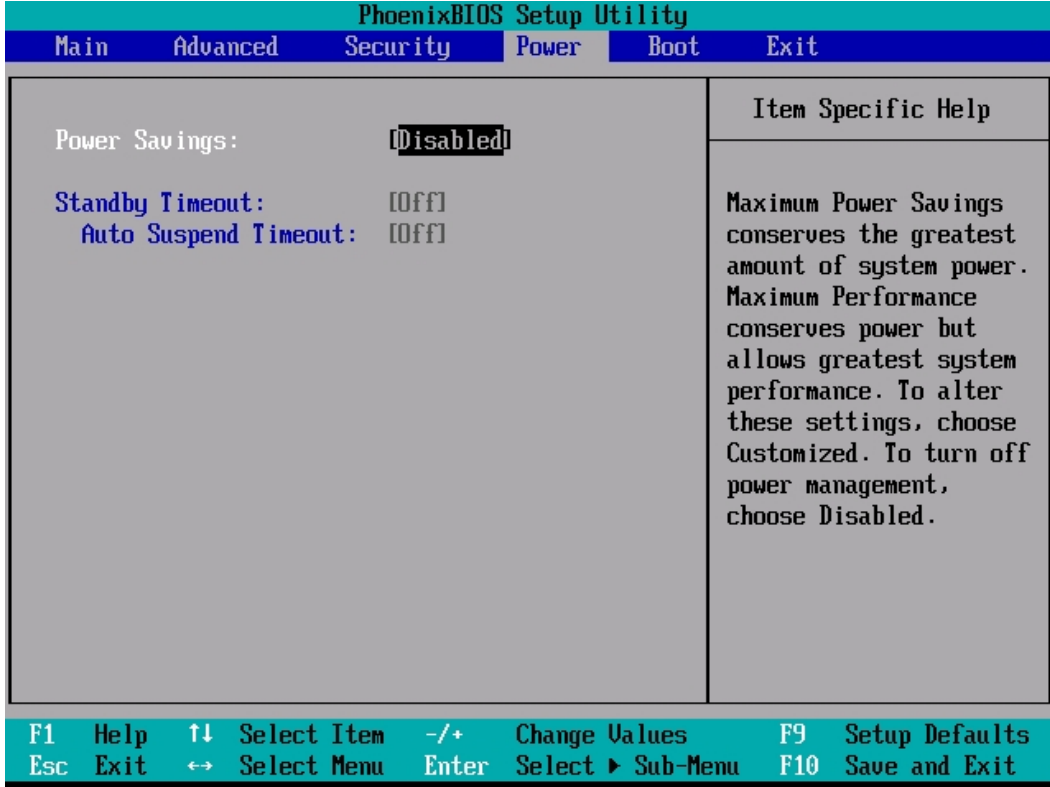 PhoenixBIOS Setup Utility
Main Advanced Security Power Boot Exit
Power Savings: [Disabled]
Standby Timeout: [Off]
Auto Suspend Timeout: [Off]
Item Specific Help
Maximum Power Savings
conserves the greatest
amount of system power.
Maximum Performance
conserves power but
allows greatest system
performance. To alter
these settings, choose
Customized. To turn off
power management,
choose Disabled.
F1 Help ↑↓ Select Item -/+ Change Values F9 Setup Defaults
Esc Exit ↔ Select Menu Enter Select ▶ Sub-Menu F10 Save and Exit